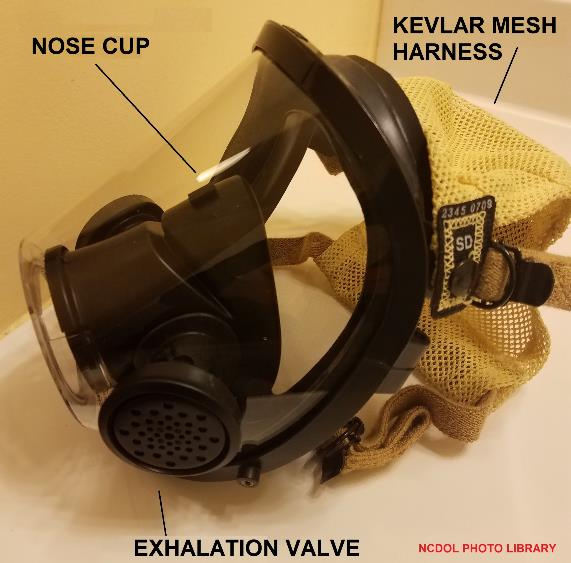 NOSE CUP
KEVLAR MESH
HARNESS
2345 0709
SD
EXHALATION VALVE
NCDOL PHOTO LIBRARY